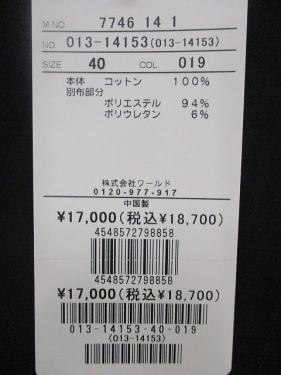 M.NO 7746 14 1
NO 013-14153(013-14153)
SIZE 40 COL 019
本体 コットン 100%
別布部分
ポリエステル 94%
ポリウレタン 6%
株式会社ワールド
0120-977-917
中国製
¥17,000(税込¥18,700)
4548572798858
4548572798858
¥17,000(税込¥18,700)
013-14153-40-019
(013-14153)